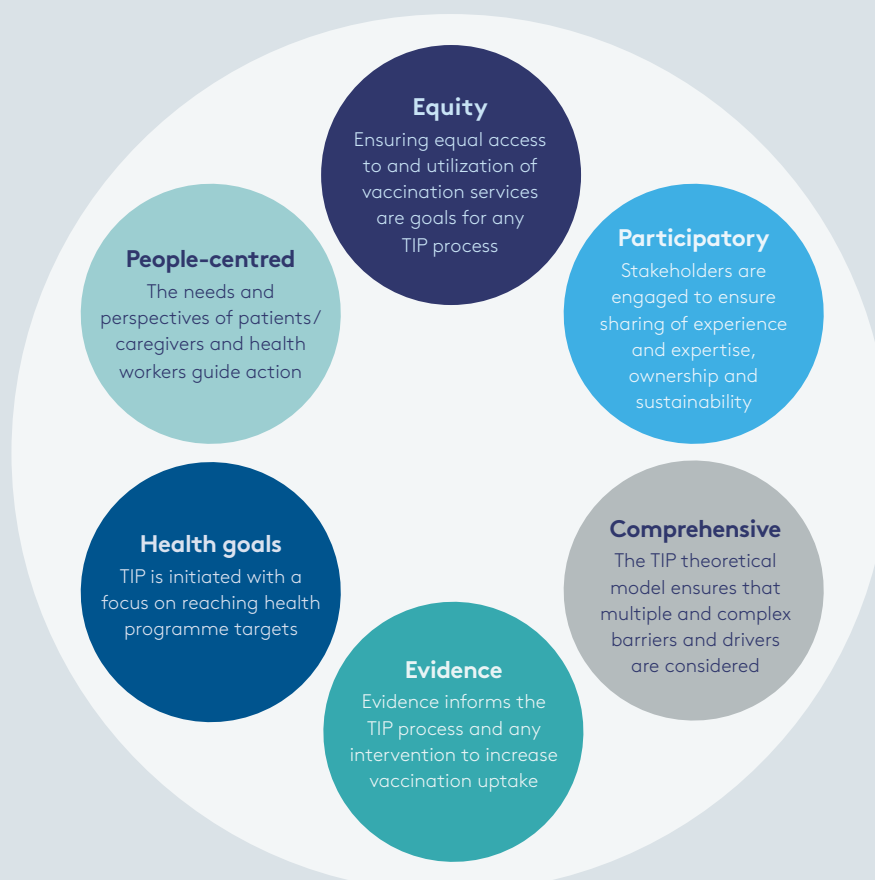 Equity
Ensuring equal access
to and utilization of
vaccination services
are goals for any
TIP process
People-centred
The needs and
perspectives of patients/
caregivers and health
workers guide action
Participatory
Stakeholders are
engaged to ensure
sharing of experience
and expertise,
ownership and
sustainability
Health goals
TIP is initiated with a
focus on reaching health
programme targets
Comprehensive
The TIP theoretical
model ensures that
multiple and complex
barriers and drivers
are considered
Evidence
Evidence informs the
TIP process and any
intervention to increase
vaccination uptake